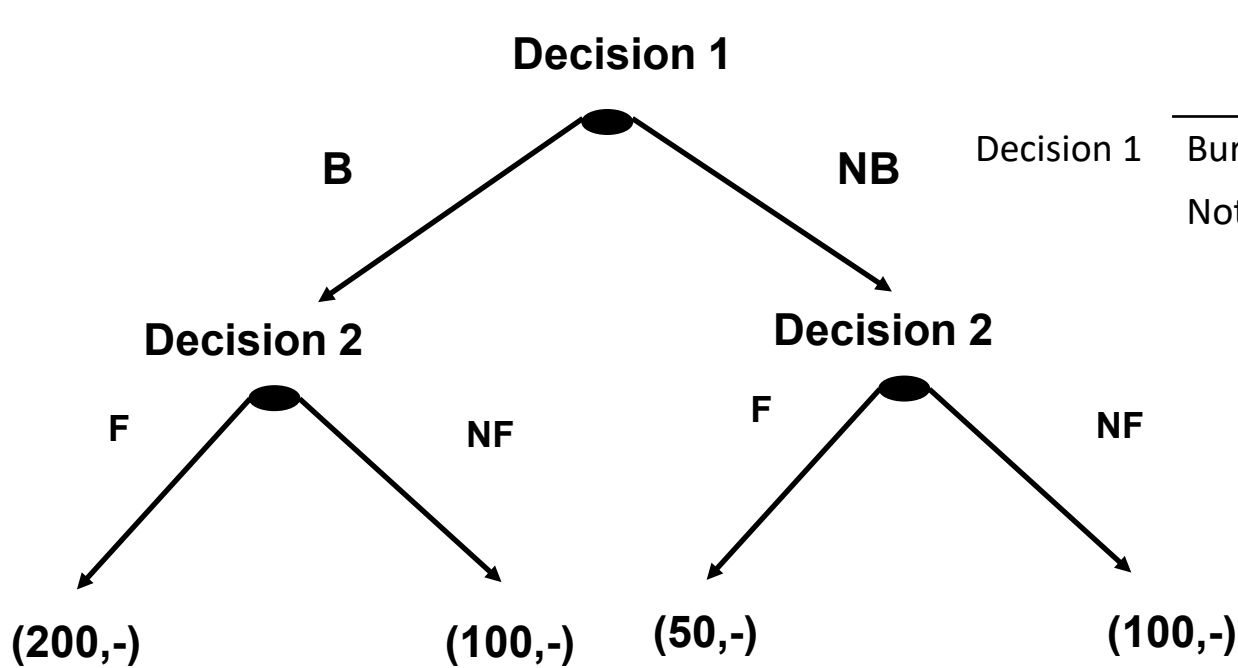 Decision 1
B
NB
Decision 1
Decision 2
Decision 2
F
NF
F
NF
(200,-)
(100,-)
(50,-)
(100,-)